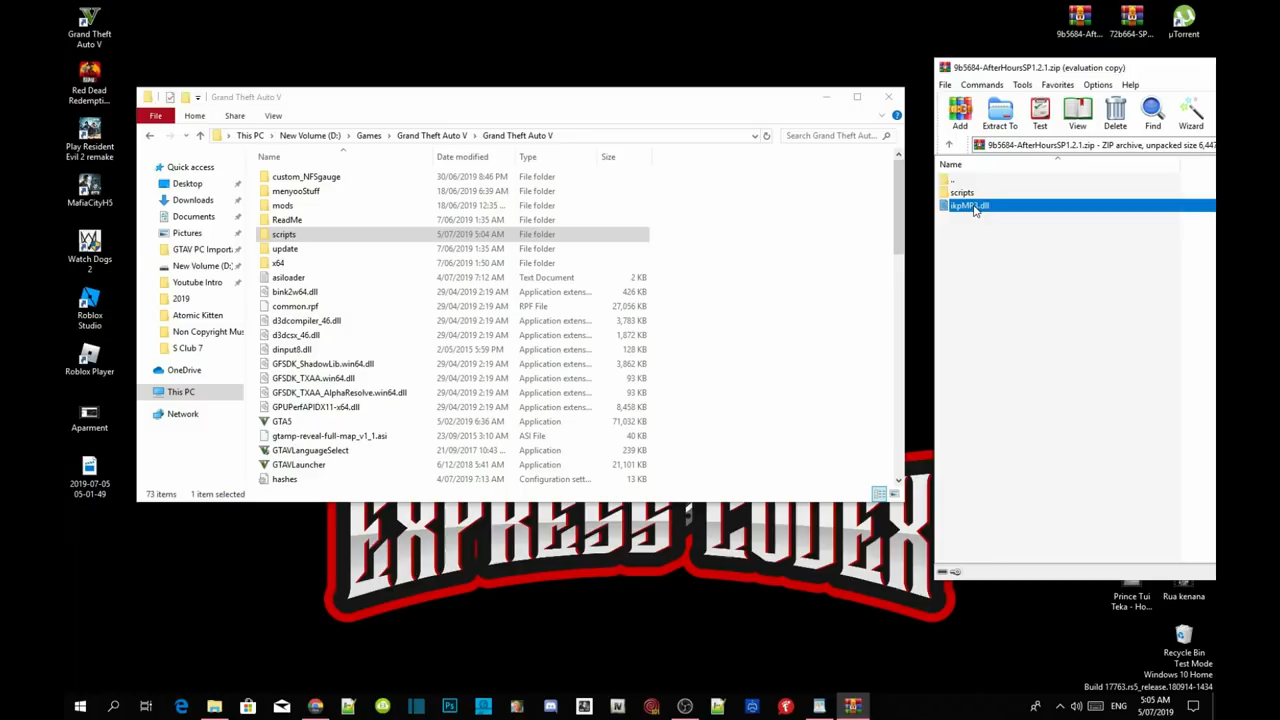 Grand Theft
Auto V
Red Dead
Redempti...
Play Resident
Evil 2 remake
MafiaCityH5
Watch Dogs
2
Roblox
Studio
Roblox Player
Aparment
2019-07-05
05-01-49
9b5684-Aft...
72b664-SP...
µTorrent
Grand Theft Auto V
File
Home
Share
View
This PC
New Volume (D:)
Games
Grand Theft Auto V
Grand Theft Auto V
Search Grand Theft Au...
Name
Date modified
Type
Size
Quick access
Desktop
Downloads
Documents
Pictures
GTAV PC Import
New Volume (D:)
Youtube Intro
2019
Atomic Kitten
Non Copyright Mus
S Club 7
OneDrive
This PC
Network
custom_NFSgauge 30/06/2019 8:46 PM File folder
menyooStuff 18/06/2019 6:39 AM File folder
mods 18/06/2019 12:35 ... File folder
ReadMe 7/06/2019 1:35 AM File folder
scripts 5/07/2019 5:04 AM File folder
update 7/06/2019 1:35 AM File folder
x64 7/06/2019 1:50 AM File folder
asiloader 4/07/2019 7:12 AM Text Document 2 KB
bink2w64.dll 29/04/2019 2:19 AM Application extens... 426 KB
common.rpf 29/04/2019 2:19 AM RPF File 27,056 KB
d3dcompiler_46.dll 29/04/2019 2:19 AM Application extens... 3,783 KB
d3dcsx_46.dll 29/04/2019 2:19 AM Application extens... 1,872 KB
dinput8.dll 2/05/2015 5:59 PM Application extens... 128 KB
GFSDK_ShadowLib.win64.dll 29/04/2019 2:19 AM Application extens... 3,862 KB
GFSDK_TXAA.win64.dll 29/04/2019 2:19 AM Application extens... 93 KB
GFSDK_TXAA_AlphaResolve.win64.dll 29/04/2019 2:19 AM Application extens... 93 KB
GPUPerfAPIDX11-x64.dll 29/04/2019 2:19 AM Application extens... 8,458 KB
GTA5 5/02/2019 6:36 AM Application 71,032 KB
gtamp-reveal-full-map_v1_1.asi 23/09/2015 3:10 AM ASI File 40 KB
GTAVLanguageSelect 21/09/2017 10:43 ... Application 239 KB
GTAVLauncher 6/12/2018 5:41 AM Application 21,101 KB
hashes 4/07/2019 7:13 AM Configuration sett... 13 KB
73 items 1 item selected
9b5684-AfterHoursSP1.2.1.zip (evaluation copy)
File Commands Tools Favorites Options Help
Add Extract To Test View Delete Find Wizard
9b5684-AfterHoursSP1.2.1.zip - ZIP archive, unpacked size 6,447
Name
..
scripts
ikpMP3.dll
EXPRESS CODEX
Prince Tui
Teka - Ho...
Rua kenana
Recycle Bin
Test Mode
Windows 10 Home
Build 17763.rs5_release.180914-1434
ENG
5:05 AM
5/07/2019